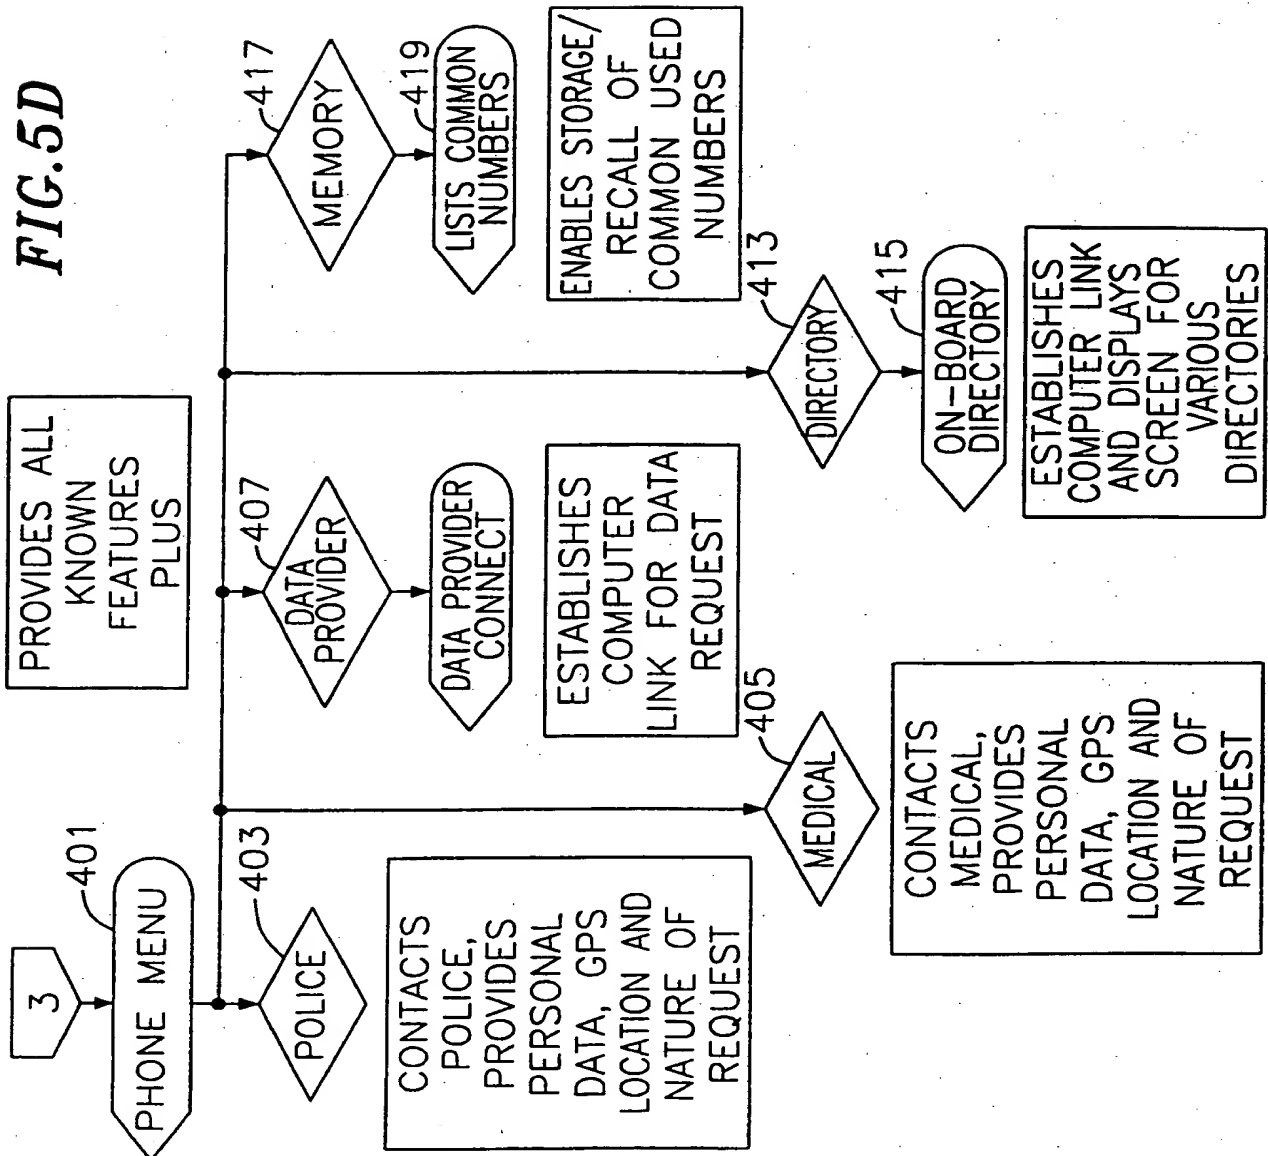 FIG.5D
PROVIDES ALL
KNOWN
FEATURES
PLUS
3
401
PHONE MENU
403
POLICE
CONTACTS
POLICE,
PROVIDES
PERSONAL
DATA, GPS
LOCATION AND
NATURE OF
REQUEST
405
MEDICAL
CONTACTS
MEDICAL,
PROVIDES
PERSONAL
DATA, GPS
LOCATION AND
NATURE OF
REQUEST
407
DATA
PROVIDER
DATA PROVIDER
CONNECT
ESTABLISHES
COMPUTER
LINK FOR DATA
REQUEST
413
DIRECTORY
415
ON-BOARD
DIRECTORY
ESTABLISHES
COMPUTER LINK
AND DISPLAYS
SCREEN FOR
VARIOUS
DIRECTORIES
417
MEMORY
419
LISTS COMMON
NUMBERS
ENABLES STORAGE/
RECALL OF
COMMON USED
NUMBERS